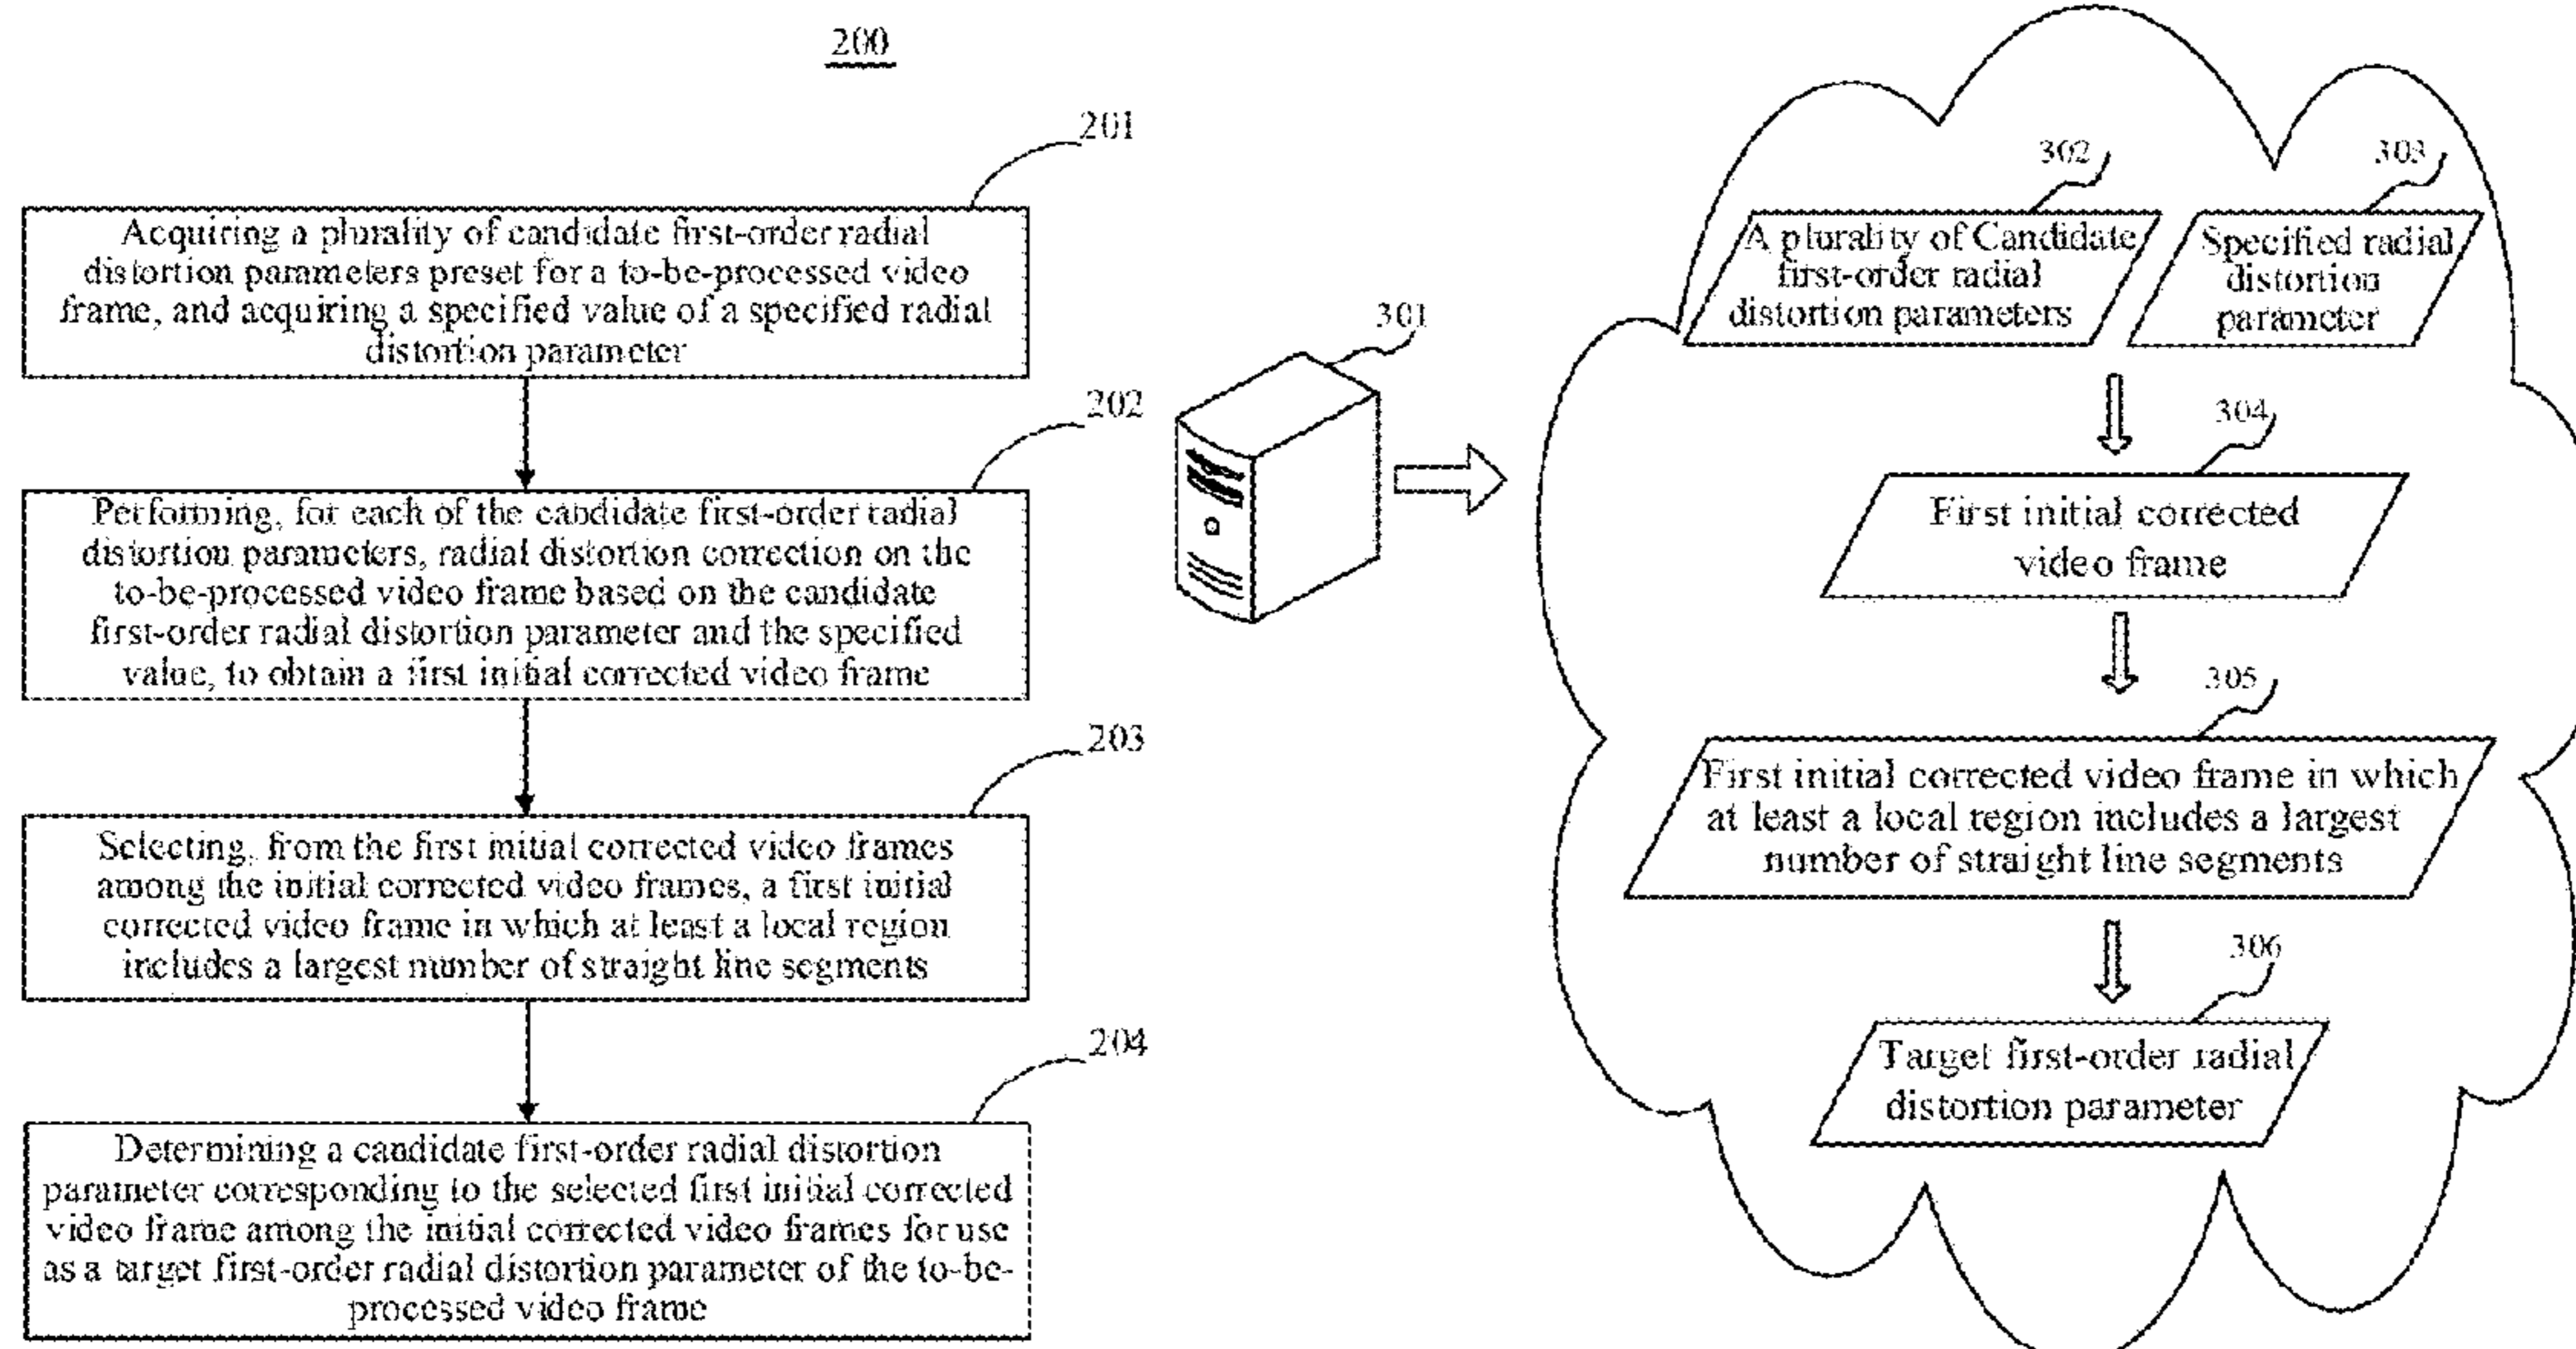 200
201
Acquiring a plurality of candidate first-order radial
distortion parameters preset for a to-be-processed video
frame, and acquiring a specified value of a specified radial
distortion parameter
202
Performing, for each of the candidate first-order radial
distortion parameters, radial distortion correction on the
to-be-processed video frame based on the candidate
first-order radial distortion parameter and the specified
value, to obtain a first initial corrected video frame
203
Selecting, from the first initial corrected video frames
among the initial corrected video frames, a first initial
corrected video frame in which at least a local region
includes a largest number of straight line segments
204
Determining a candidate first-order radial distortion
parameter corresponding to the selected first initial corrected
video frame among the initial corrected video frames for use
as a target first-order radial distortion parameter of the to-be-
processed video frame
301
302
A plurality of Candidate
first-order radial
distortion parameters
303
Specified radial
distortion
parameter
304
First initial corrected
video frame
305
First initial corrected video frame in which
at least a local region includes a largest
number of straight line segments
306
Target first-order radial
distortion parameter